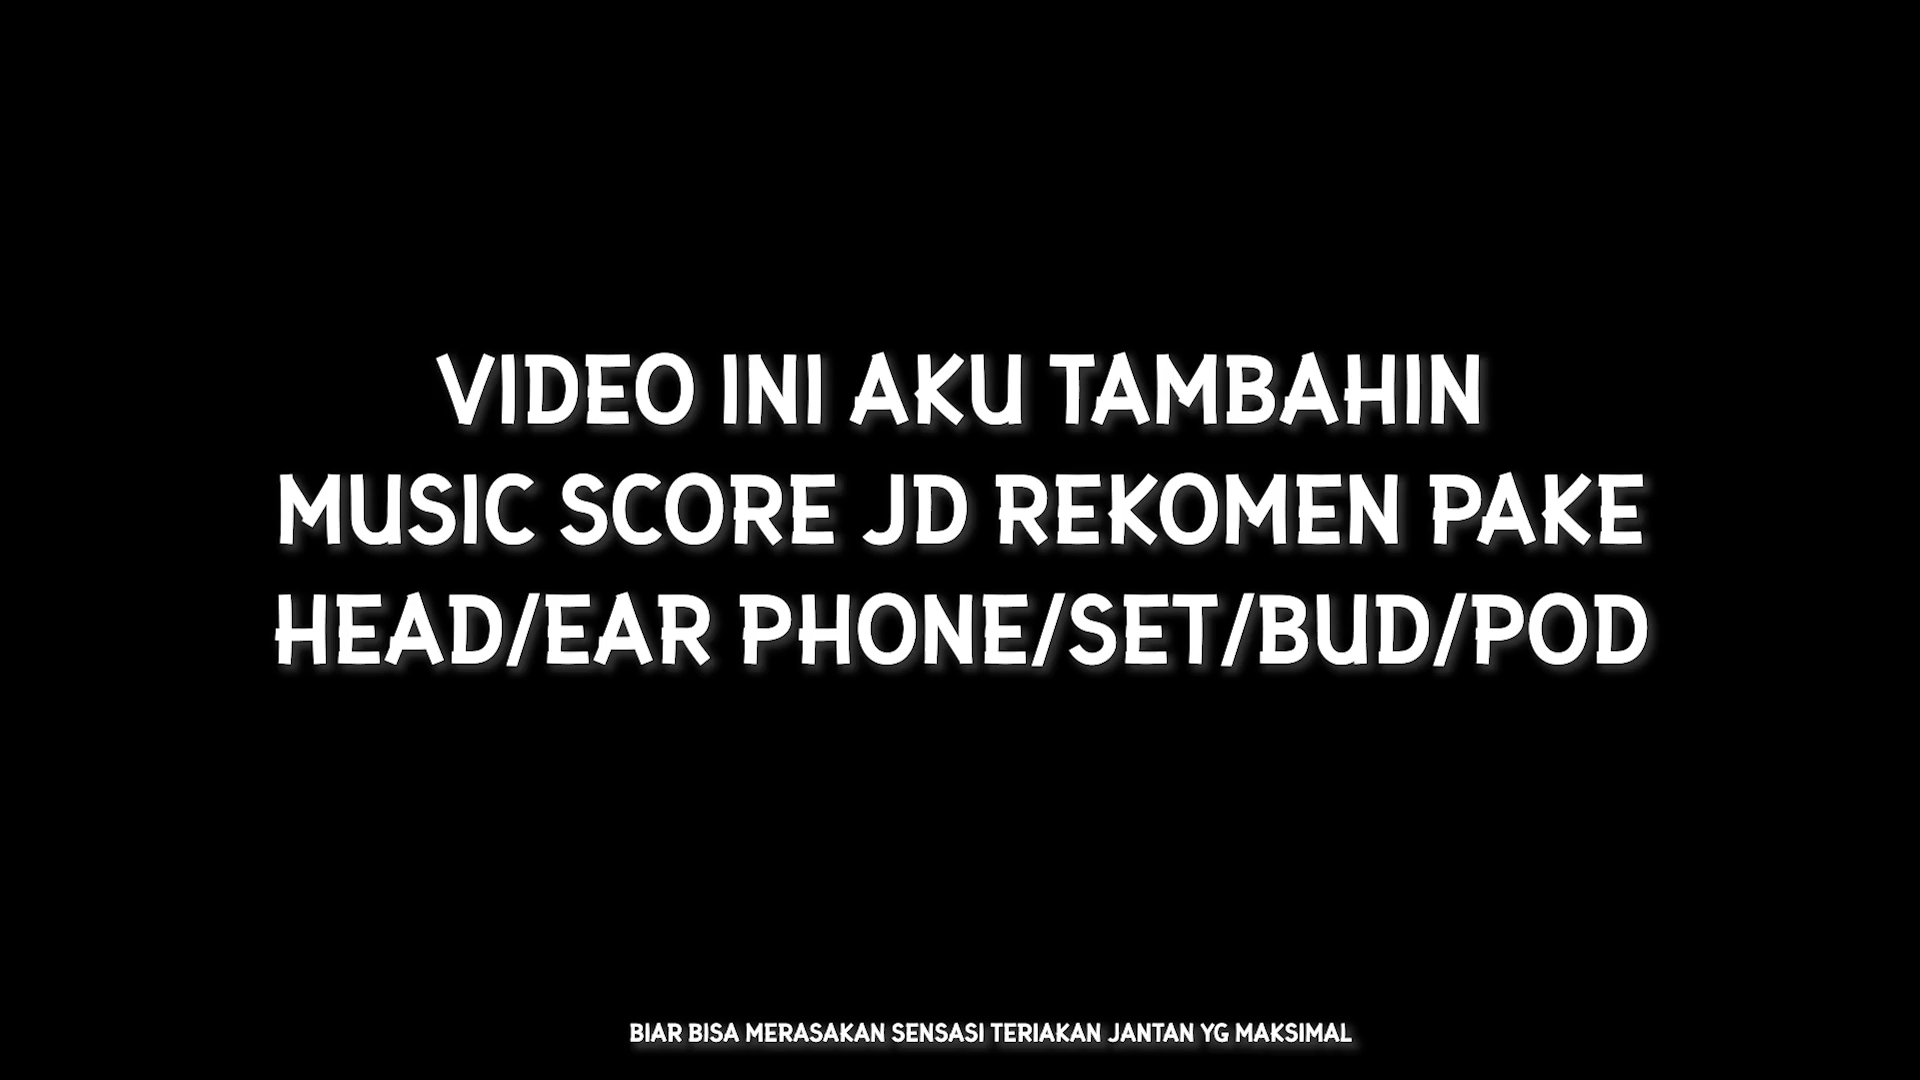 VIDEO INI AKU TAMBAHIN
MUSIC SCORE JD REKOMEN PAKE
HEAD/EAR PHONE/SET/BUD/POD
BIAR BISA MERASAKAN SENSASI TERIAKAN JANTAN YG MAKSIMAL